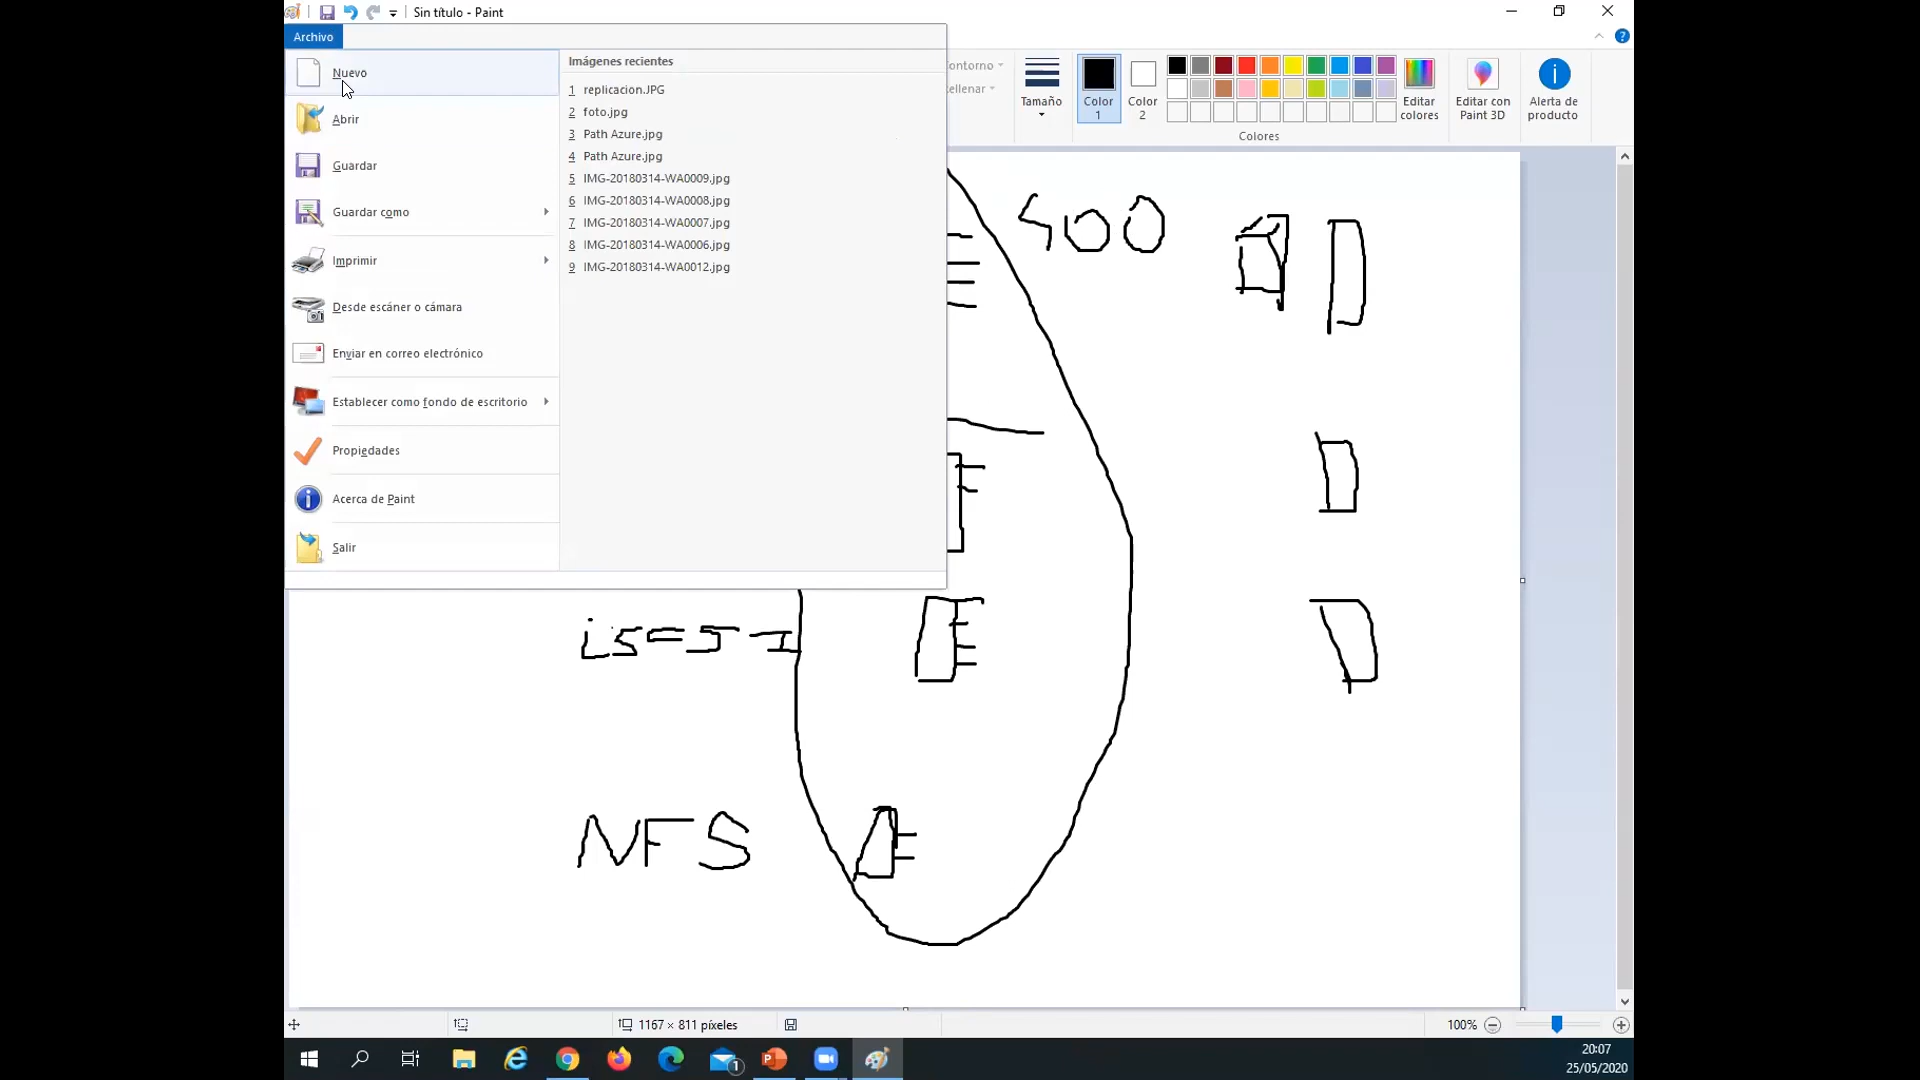 Sin título - Paint
Archivo
Nuevo
Abrir
Guardar
Guardar como
Imprimir
Desde escáner o cámara
Enviar en correo electrónico
Establecer como fondo de escritorio
Propiedades
Acerca de Paint
Salir
Imágenes recientes
1 replicacion.JPG
2 foto.jpg
3 Path Azure.jpg
4 Path Azure.jpg
5 IMG-20180314-WA0009.jpg
6 IMG-20180314-WA0008.jpg
7 IMG-20180314-WA0007.jpg
8 IMG-20180314-WA0006.jpg
9 IMG-20180314-WA0012.jpg
ontorno
ellenar
Tamaño
Color 1
Color 2
Editar colores
Editar con Paint 3D
Alerta de producto
Colores
NFS
1167 × 811 píxeles
100%
1
20:07
25/05/2020